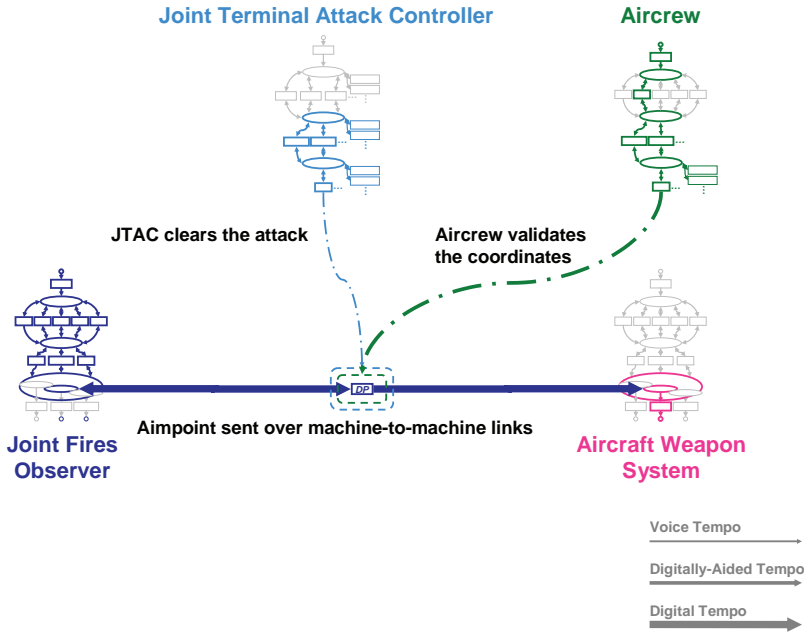 Joint Terminal Attack Controller
Aircrew
JTAC clears the attack
Aircrew validates
the coordinates
DP
Aimpoint sent over machine-to-machine links
Joint Fires
Observer
Aircraft Weapon
System
Voice Tempo
Digitally-Aided Tempo
Digital Tempo